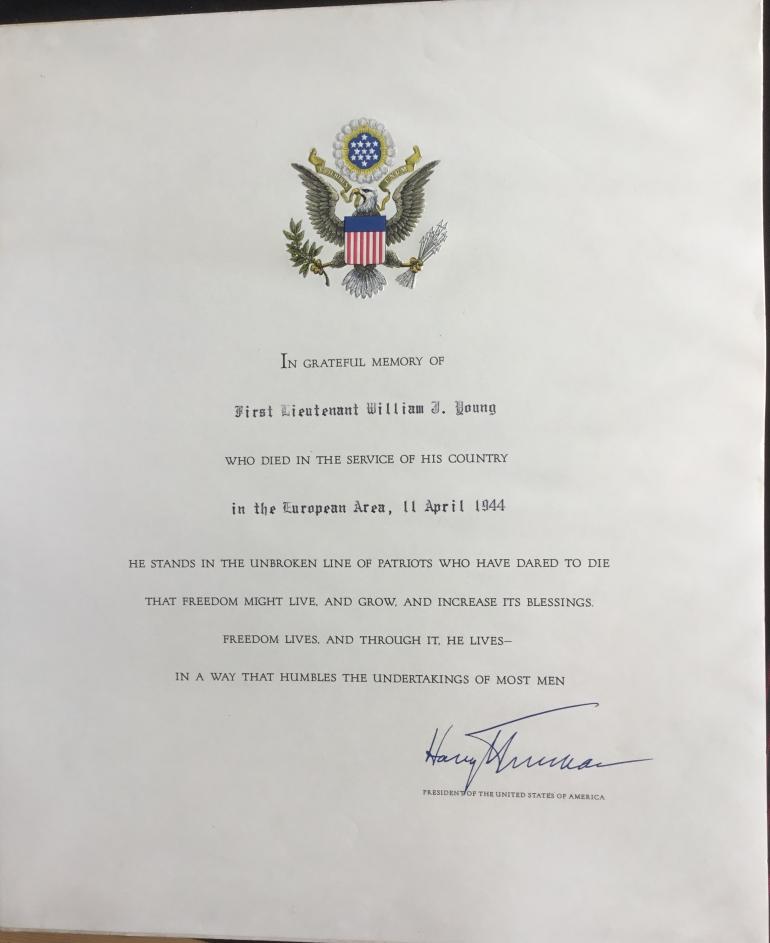 IN GRATEFUL MEMORY OF
First Lieutenant William J. Young
WHO DIED IN THE SERVICE OF HIS COUNTRY
in the European Area, 11 April 1944
HE STANDS IN THE UNBROKEN LINE OF PATRIOTS WHO HAVE DARED TO DIE
THAT FREEDOM MIGHT LIVE, AND GROW, AND INCREASE ITS BLESSINGS.
FREEDOM LIVES, AND THROUGH IT, HE LIVES—
IN A WAY THAT HUMBLES THE UNDERTAKINGS OF MOST MEN
Harry Truman
PRESIDENT OF THE UNITED STATES OF AMERICA